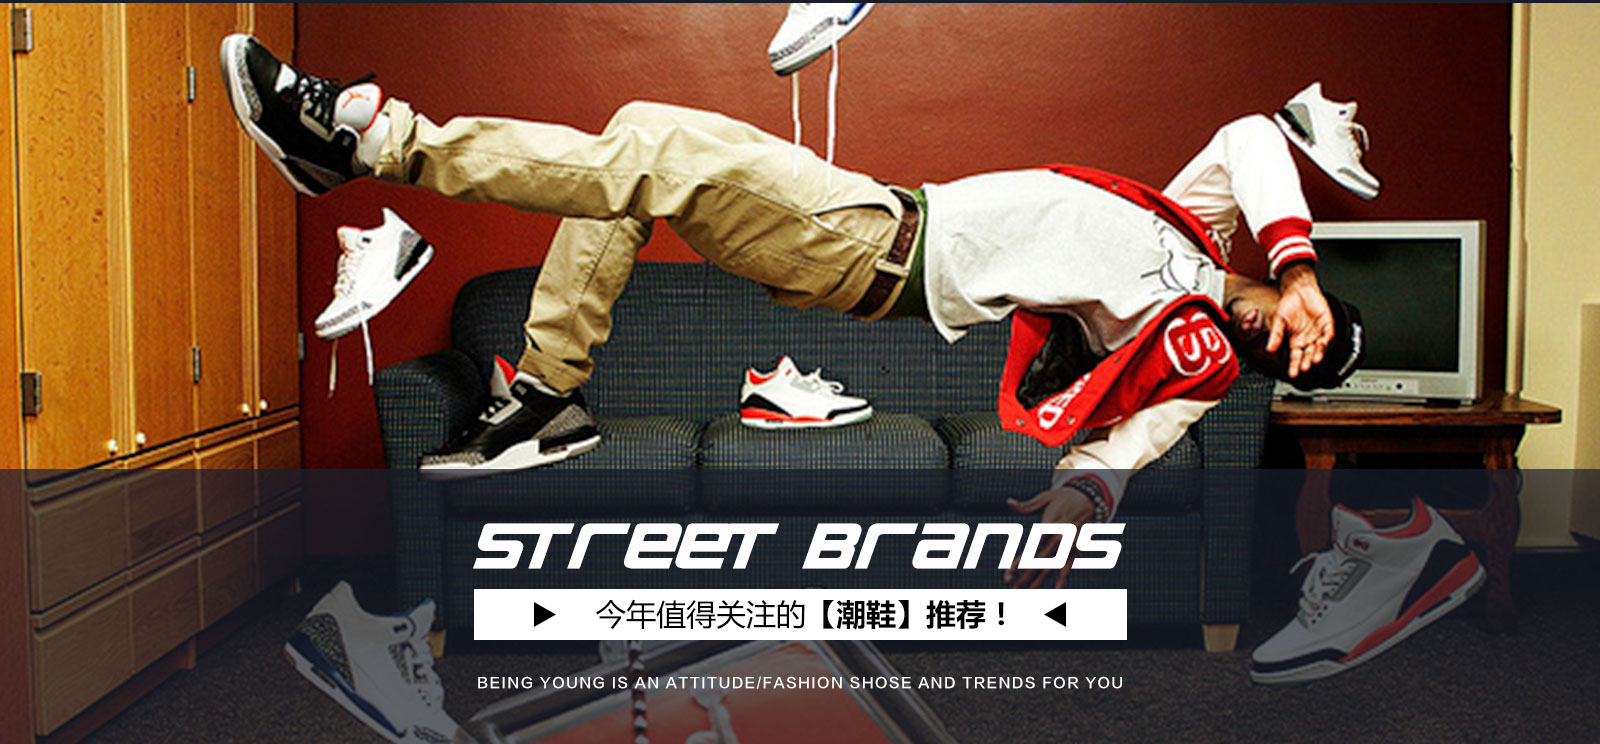 STREET BRANDS
今年值得关注的【潮鞋】推荐！
BEING YOUNG IS AN ATTITUDE/FASHION SHOSE AND TRENDS FOR YOU